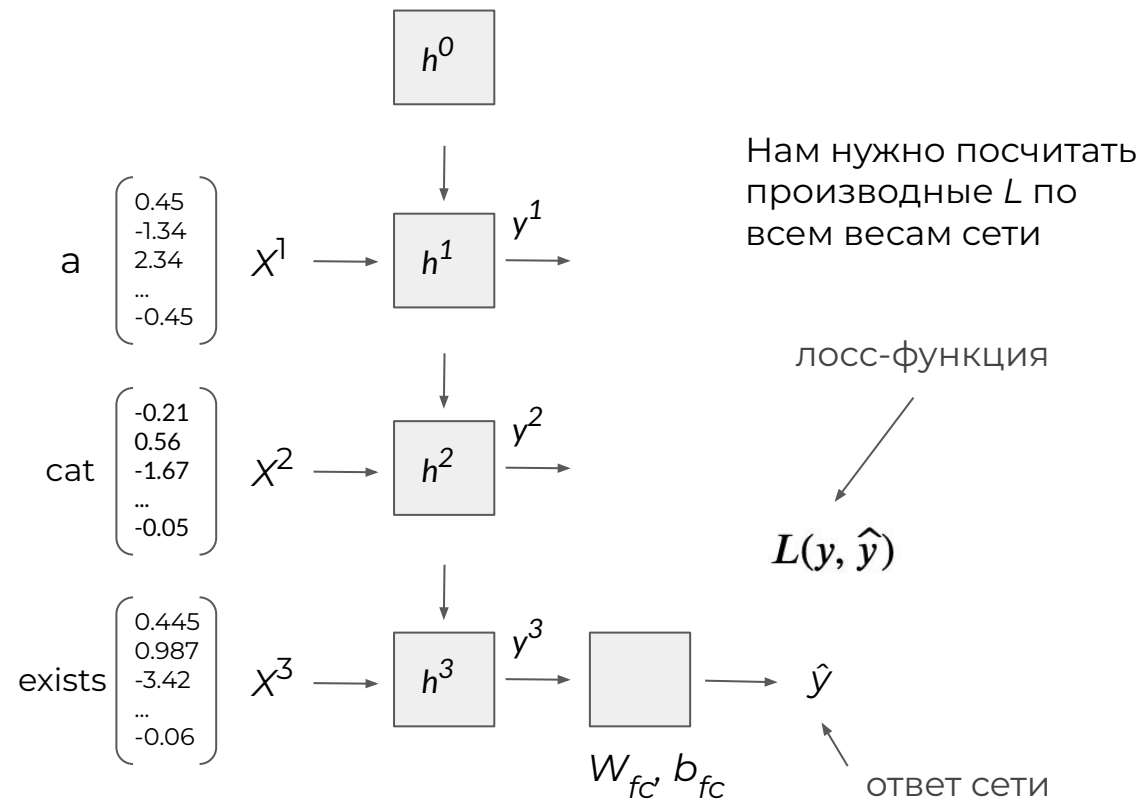 h^0
Нам нужно посчитать
производные L по
всем весам сети
a
0.45
-1.34
2.34
...
-0.45
X^1
h^1
y^1
лосс-функция
cat
-0.21
0.56
-1.67
...
-0.05
X^2
h^2
y^2
L(y, ŷ)
exists
0.445
0.987
-3.42
...
-0.06
X^3
h^3
y^3
ŷ
W_fc, b_fc
ответ сети